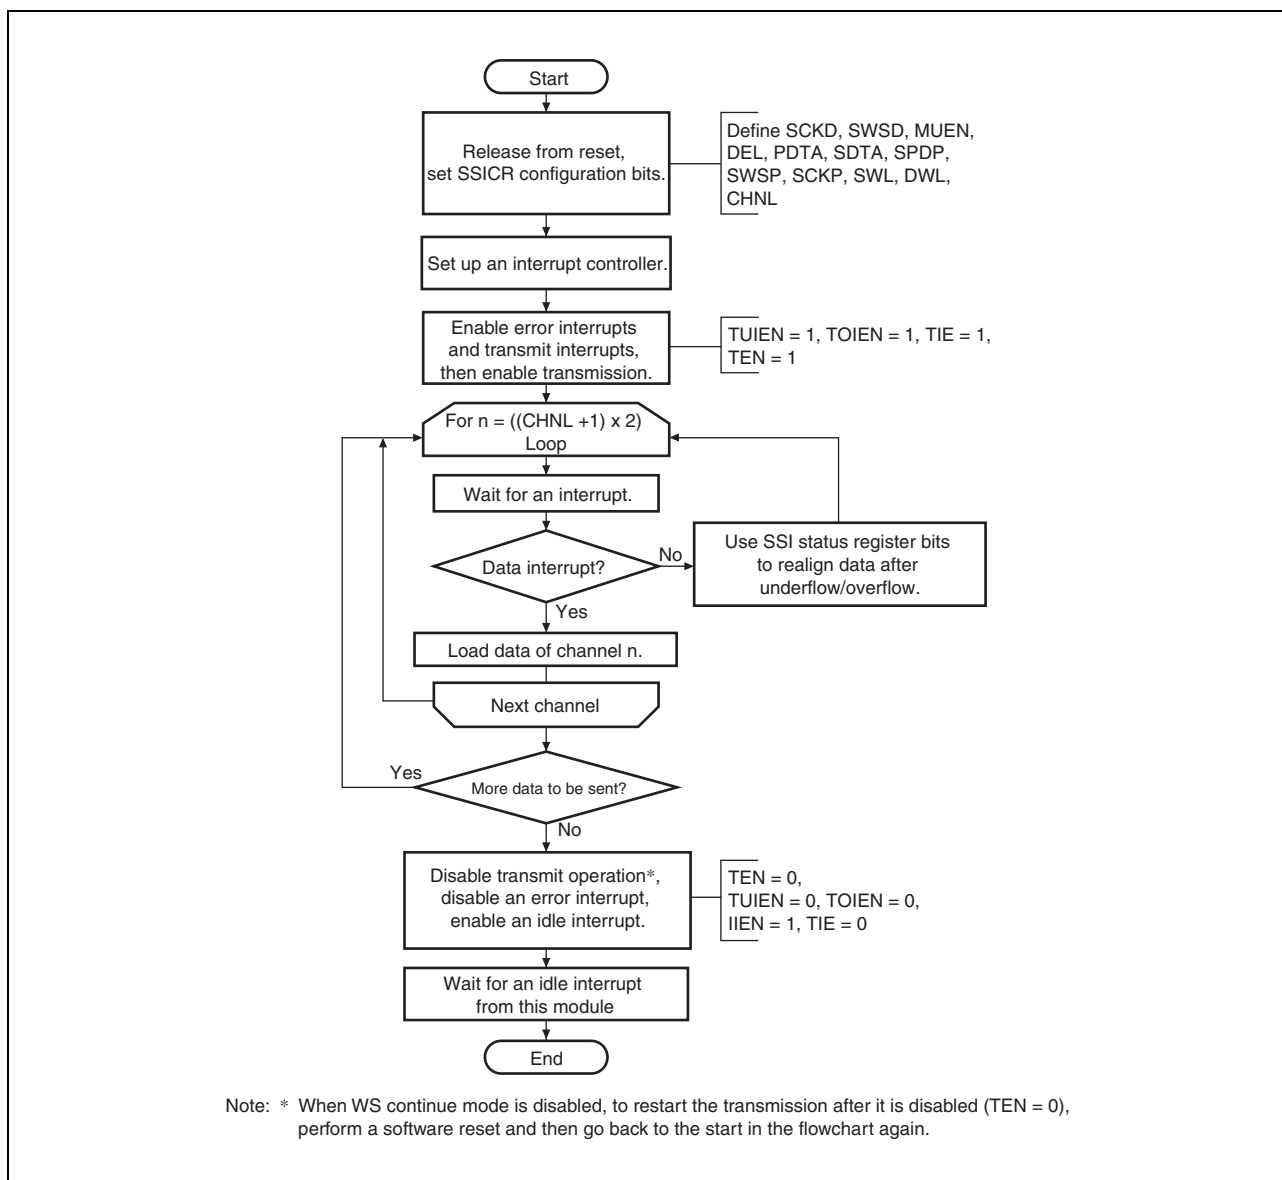 Start
Release from reset,
set SSICR configuration bits.
Define SCKD, SWSD, MUEN,
DEL, PDTA, SDTA, SPDP,
SWSP, SCKP, SWL, DWL,
CHNL
Set up an interrupt controller.
Enable error interrupts
and transmit interrupts,
then enable transmission.
TUIEN = 1, TOIEN = 1, TIE = 1,
TEN = 1
For n = ((CHNL +1) x 2)
Loop
Wait for an interrupt.
Data interrupt?
No
Use SSI status register bits
to realign data after
underflow/overflow.
Yes
Load data of channel n.
Next channel
Yes
More data to be sent?
No
Disable transmit operation*,
disable an error interrupt,
enable an idle interrupt.
TEN = 0,
TUIEN = 0, TOIEN = 0,
IIEN = 1, TIE = 0
Wait for an idle interrupt
from this module
End
Note: * When WS continue mode is disabled, to restart the transmission after it is disabled (TEN = 0),
perform a software reset and then go back to the start in the flowchart again.